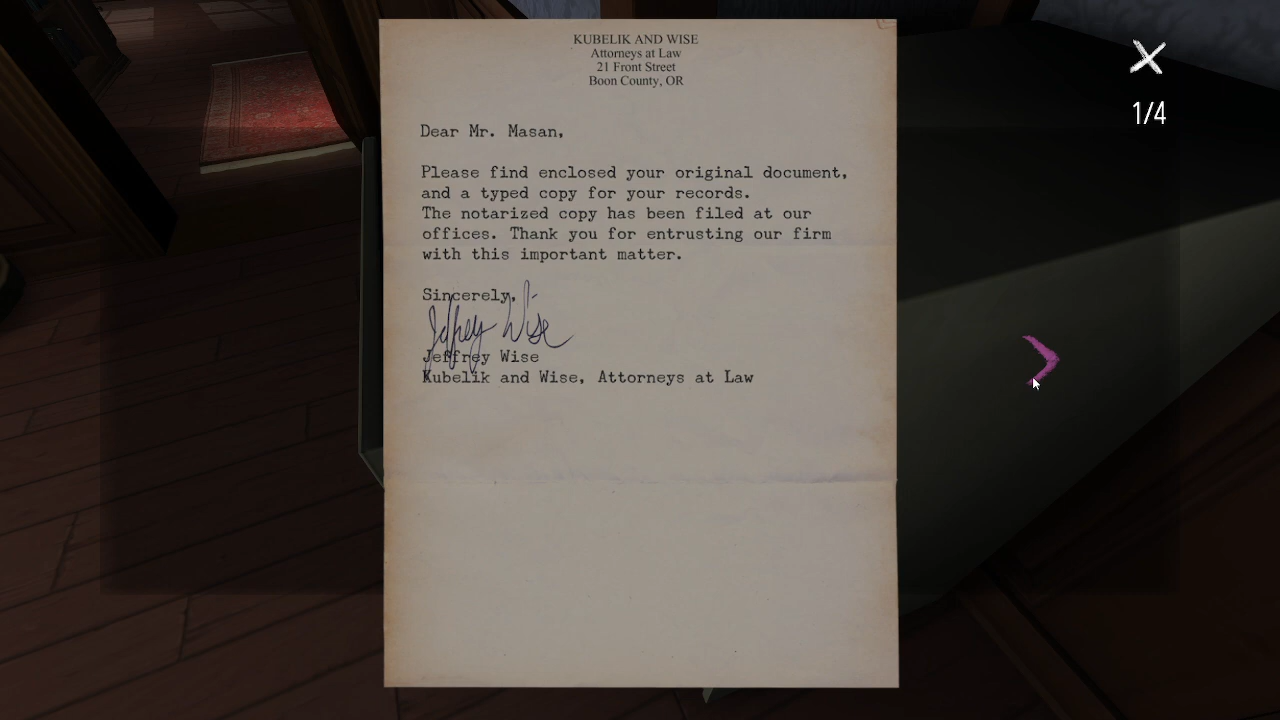 KUBELIK AND WISE
Attorneys at Law
21 Front Street
Boon County, OR
1/4
Dear Mr. Masan,
Please find enclosed your original document,
and a typed copy for your records.
The notarized copy has been filed at our
offices. Thank you for entrusting our firm
with this important matter.
Sincerely,
Jeffrey Wise
Jeffrey Wise
Kubelik and Wise, Attorneys at Law